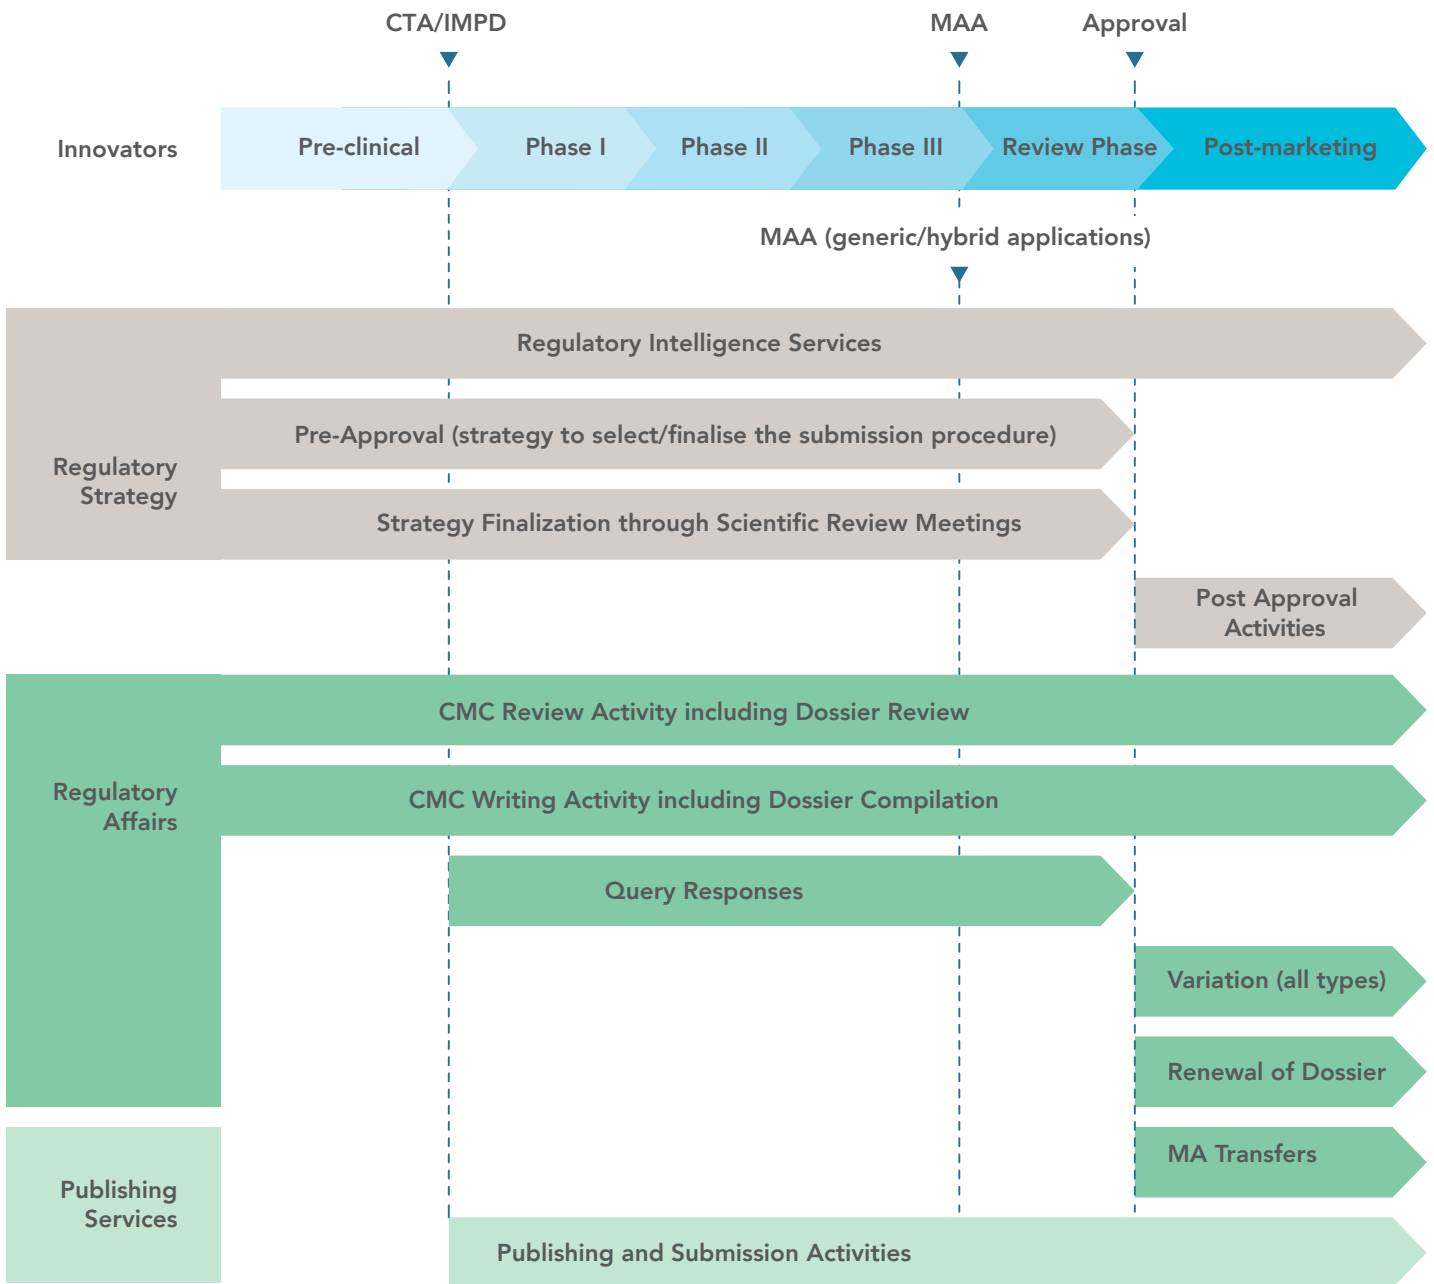 CTA/IMPD
MAA
Approval
Innovators
Pre-clinical
Phase I
Phase II
Phase III
Review Phase
Post-marketing
MAA (generic/hybrid applications)
Regulatory Intelligence Services
Pre-Approval (strategy to select/finalise the submission procedure)
Regulatory
Strategy
Strategy Finalization through Scientific Review Meetings
Post Approval
Activities
CMC Review Activity including Dossier Review
Regulatory
Affairs
CMC Writing Activity including Dossier Compilation
Query Responses
Variation (all types)
Renewal of Dossier
MA Transfers
Publishing
Services
Publishing and Submission Activities